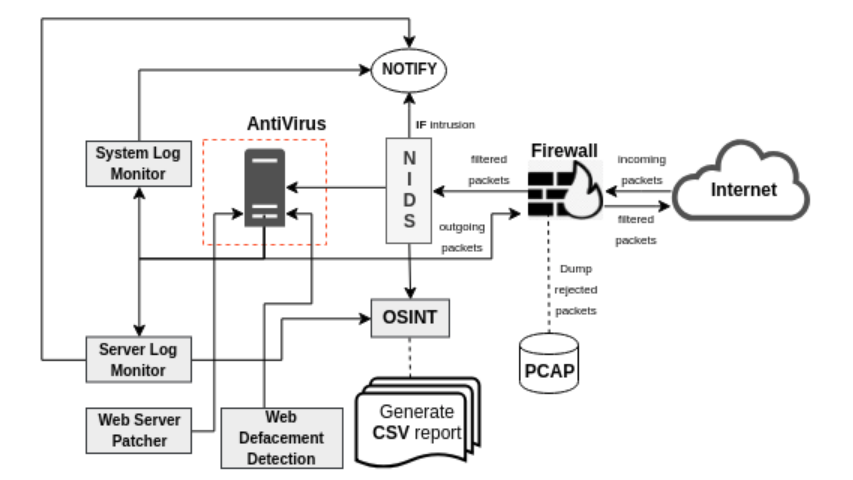 NOTIFY
IF intrusion
AntiVirus
System Log
Monitor
N
I
D
S
filtered
packets
Firewall
incoming
packets
Internet
filtered
packets
outgoing
packets
Dump
rejected
packets
OSINT
Server Log
Monitor
PCAP
Web Server
Patcher
Web
Defacement
Detection
Generate
CSV report